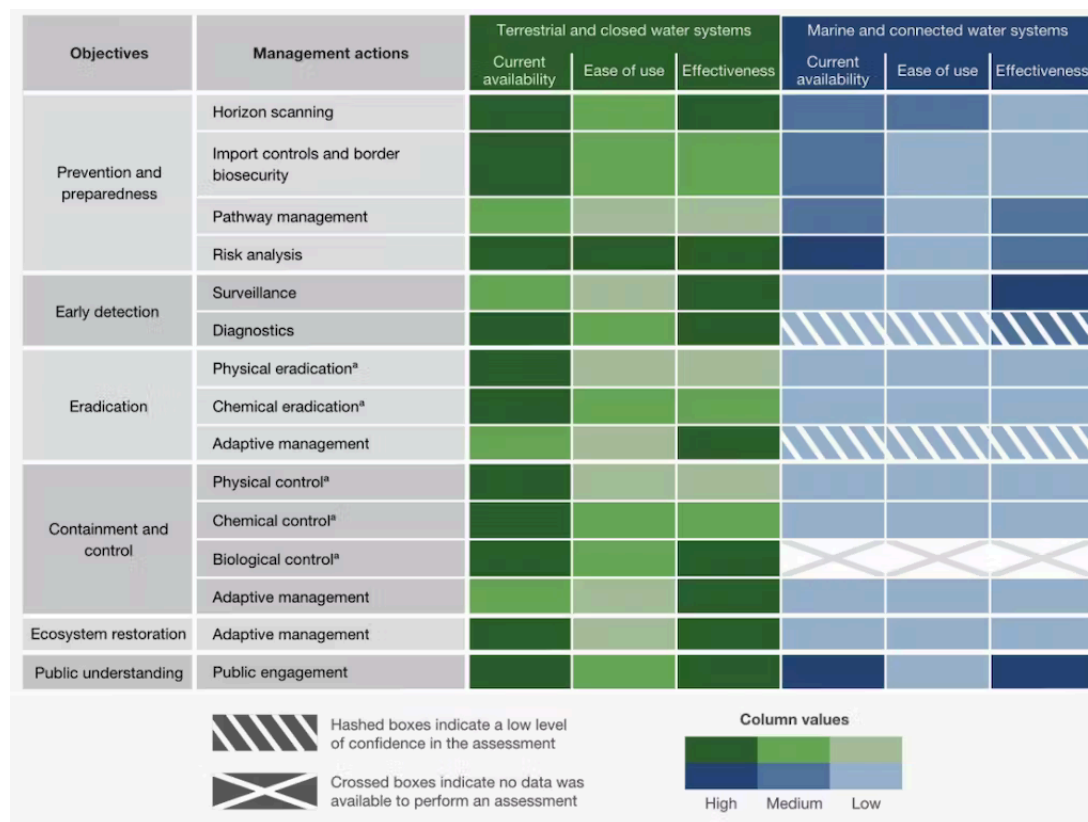 Objectives
Management actions
Terrestrial and closed water systems
Marine and connected water systems
Current
availability
Ease of use
Effectiveness
Current
availability
Ease of use
Effectiveness
Prevention and
preparedness
Horizon scanning
Import controls and border
biosecurity
Pathway management
Risk analysis
Early detection
Surveillance
Diagnostics
Eradication
Physical eradicationᵃ
Chemical eradicationᵃ
Adaptive management
Containment and
control
Physical controlᵃ
Chemical controlᵃ
Biological controlᵃ
Adaptive management
Ecosystem restoration
Adaptive management
Public understanding
Public engagement
Hashed boxes indicate a low level
of confidence in the assessment
Crossed boxes indicate no data was
available to perform an assessment
Column values
High
Medium
Low